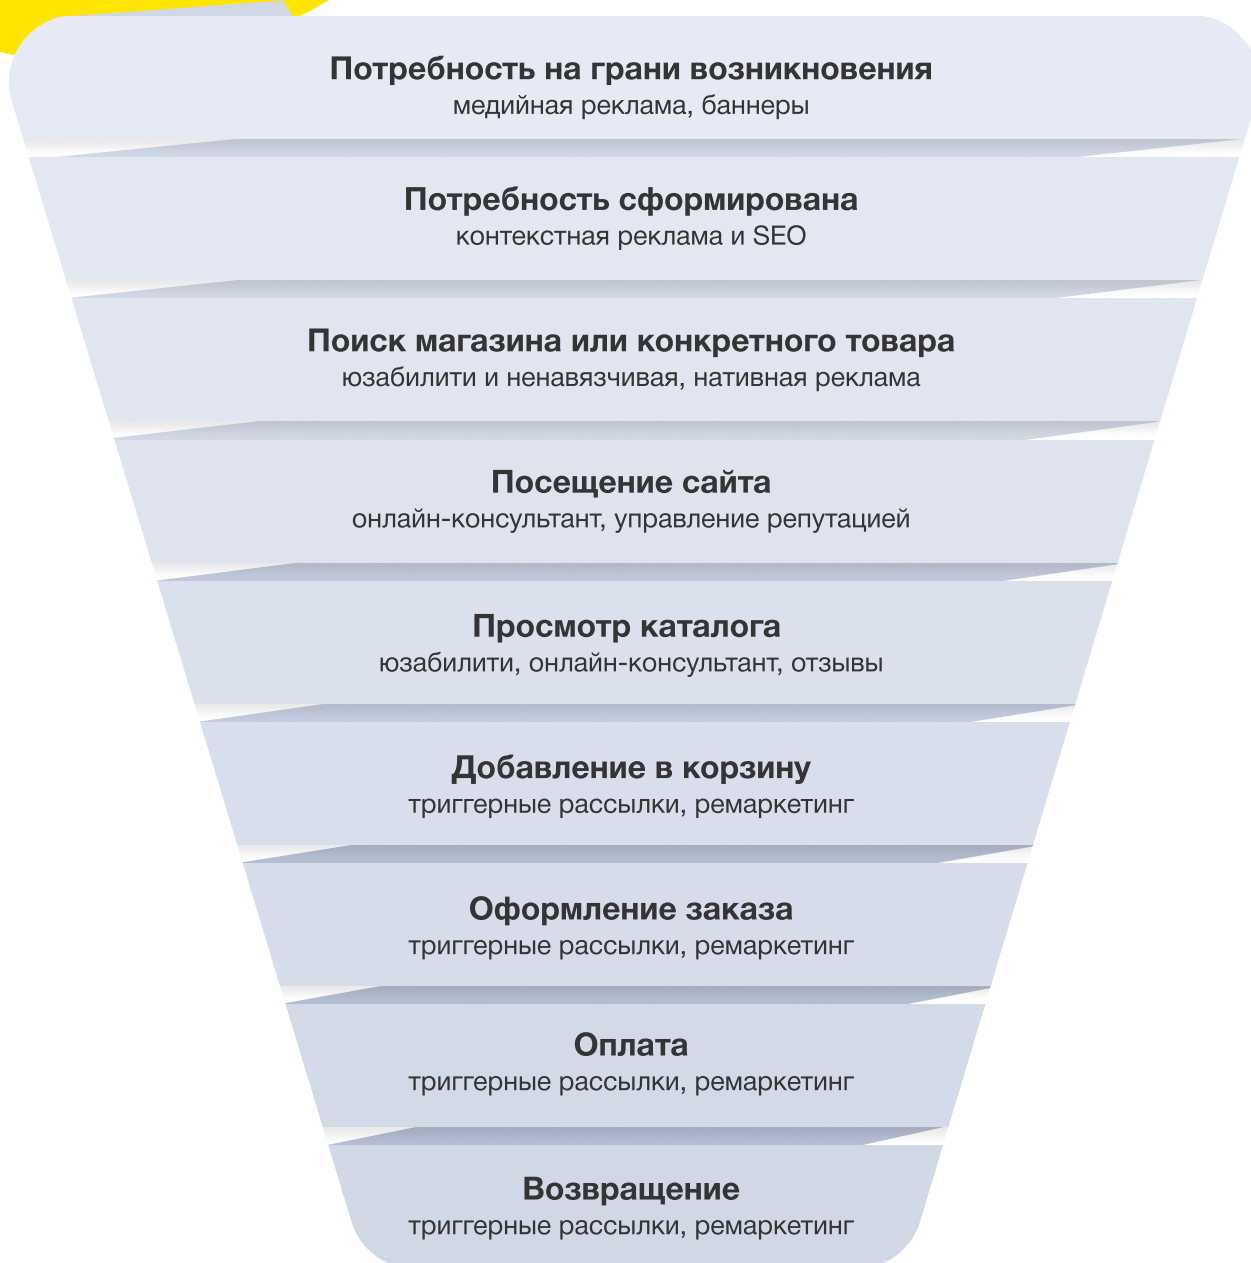 Потребность на грани возникновения
медийная реклама, баннеры
Потребность сформирована
контекстная реклама и SEO
Поиск магазина или конкретного товара
юзабилити и ненавязчивая, нативная реклама
Посещение сайта
онлайн-консультант, управление репутацией
Просмотр каталога
юзабилити, онлайн-консультант, отзывы
Добавление в корзину
триггерные рассылки, ремаркетинг
Оформление заказа
триггерные рассылки, ремаркетинг
Оплата
триггерные рассылки, ремаркетинг
Возвращение
триггерные рассылки, ремаркетинг